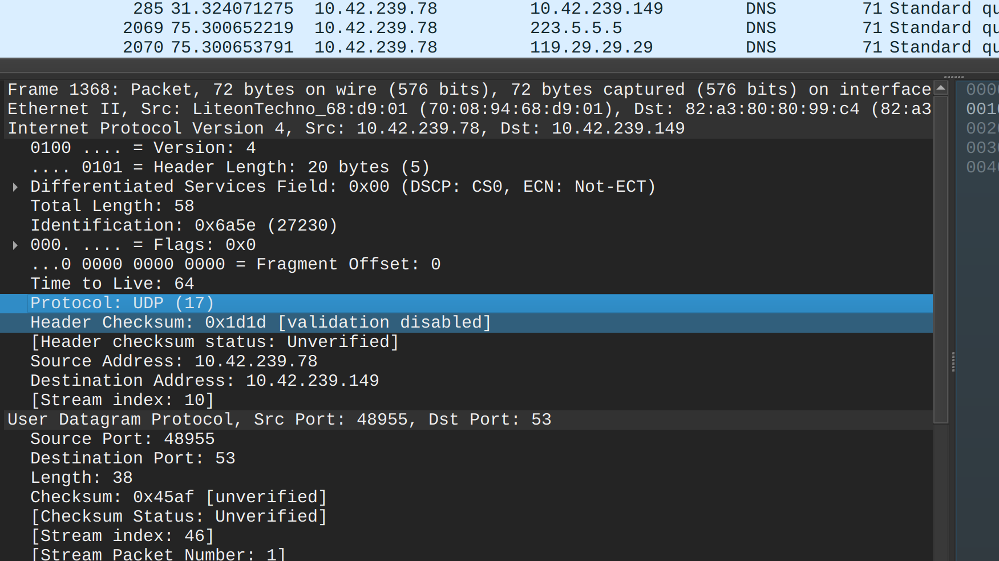 285 31.324071275 10.42.239.78 10.42.239.149 DNS 71 Standard qu
2069 75.300652219 10.42.239.78 223.5.5.5 DNS 71 Standard qu
2070 75.300653791 10.42.239.78 119.29.29.29 DNS 71 Standard qu
Frame 1368: Packet, 72 bytes on wire (576 bits), 72 bytes captured (576 bits) on interface
Ethernet II, Src: LiteonTechno_68:d9:01 (70:08:94:68:d9:01), Dst: 82:a3:80:80:99:c4 (82:a3
Internet Protocol Version 4, Src: 10.42.239.78, Dst: 10.42.239.149
0100 .... = Version: 4
.... 0101 = Header Length: 20 bytes (5)
Differentiated Services Field: 0x00 (DSCP: CS0, ECN: Not-ECT)
Total Length: 58
Identification: 0x6a5e (27230)
000. .... = Flags: 0x0
...0 0000 0000 0000 = Fragment Offset: 0
Time to Live: 64
Protocol: UDP (17)
Header Checksum: 0x1d1d [validation disabled]
[Header checksum status: Unverified]
Source Address: 10.42.239.78
Destination Address: 10.42.239.149
[Stream index: 10]
User Datagram Protocol, Src Port: 48955, Dst Port: 53
Source Port: 48955
Destination Port: 53
Length: 38
Checksum: 0x45af [unverified]
[Checksum Status: Unverified]
[Stream index: 46]
[Stream Packet Number: 1]
000
001
002
003
004